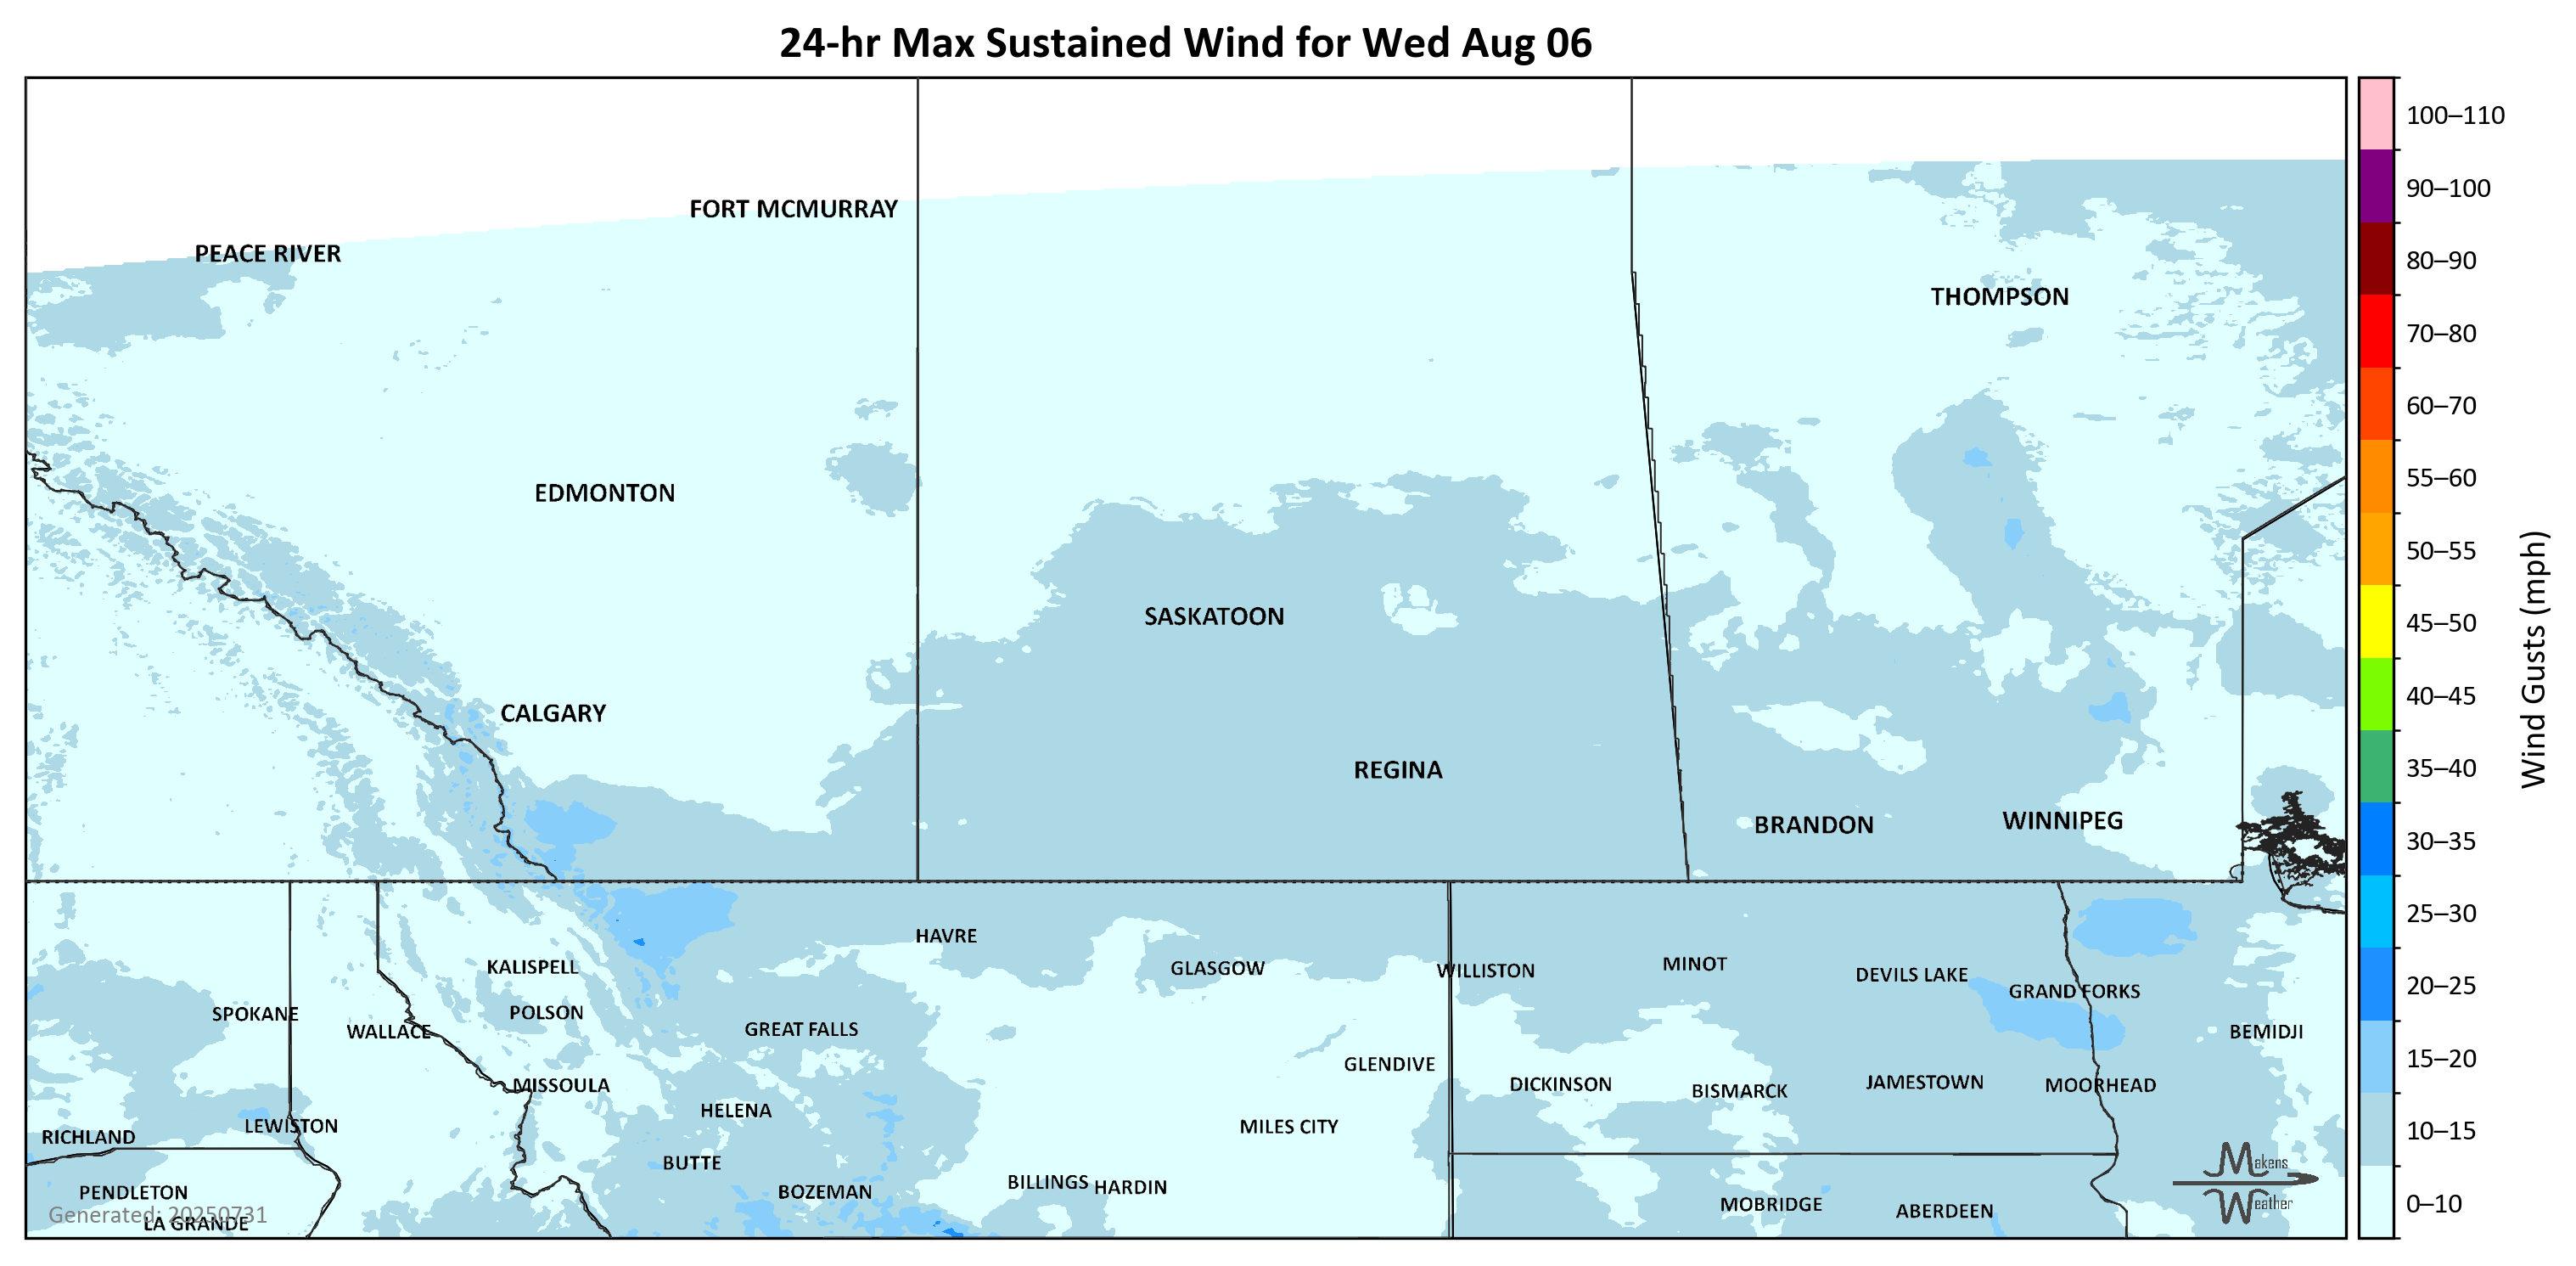 24-hr Max Sustained Wind for Wed Aug 06
FORT MCMURRAY
PEACE RIVER
THOMPSON
EDMONTON
SASKATOON
CALGARY
REGINA
BRANDON
WINNIPEG
HAVRE
KALISPELL
GLASGOW
WILLISTON
MINOT
DEVILS LAKE
GRAND FORKS
SPOKANE
POLSON
WALLACE
GREAT FALLS
BEMIDJI
GLENDIVE
MISSOULA
DICKINSON
BISMARCK
JAMESTOWN
MOORHEAD
HELENA
LEWISTON
MILES CITY
RICHLAND
BUTTE
PENDLETON
BOZEMAN
BILLINGS
HARDIN
MOBRIDGE
ABERDEEN
Generated: 20250731
LA GRANDE
Makens
Weather
100–110
90–100
80–90
70–80
60–70
55–60
50–55
45–50
40–45
35–40
30–35
25–30
20–25
15–20
10–15
0–10
Wind Gusts (mph)